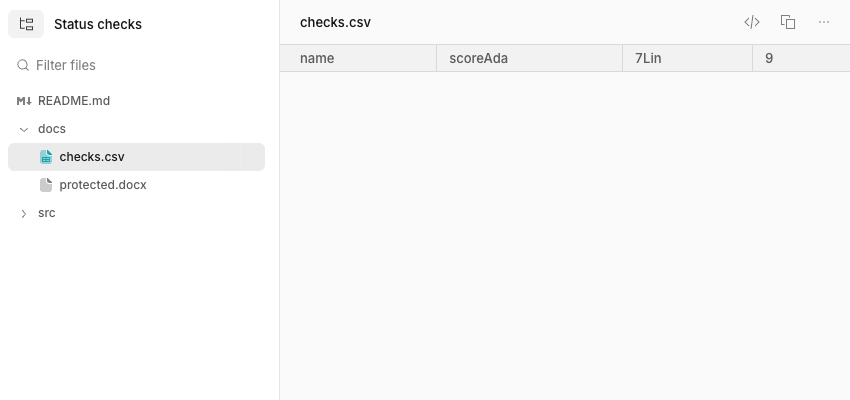 Status checks
Filter files
README.md
docs
checks.csv
protected.docx
src
checks.csv
name scoreAda 7Lin 9